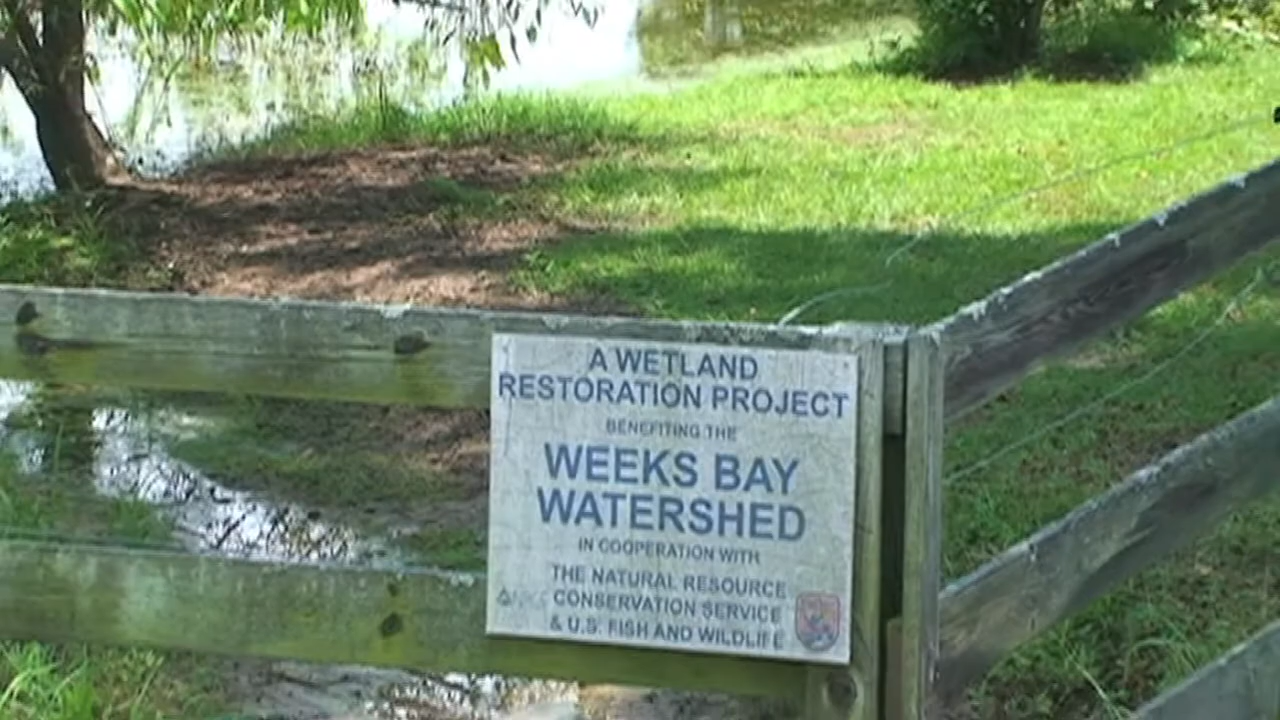 A WETLAND
RESTORATION PROJECT
BENEFITING THE
WEEKS BAY
WATERSHED
IN COOPERATION WITH
THE NATURAL RESOURCE
CONSERVATION SERVICE
& U.S. FISH AND WILDLIFE